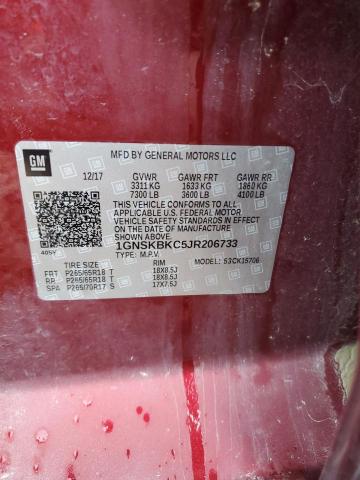 GM
MFD BY GENERAL MOTORS LLC
12/17 GVWR GAWR FRT GAWR RR
3311 KG 1633 KG 1860 KG
7300 LB 3600 LB 4100 LB
THIS VEHICLE CONFORMS TO ALL
APPLICABLE U.S. FEDERAL MOTOR
VEHICLE SAFETY STANDARDS IN EFFECT
ON THE DATE OF MANUFACTURE
SHOWN ABOVE.
1GNSKBKC5JR206733
405Y TYPE: M.P.V. MODEL: 53CK15706
TIRE SIZE RIM
FRT P265/65R18 T 18X8.5J
RR P265/65R18 T 18X8.5J
SPA P265/70R17 S 17X7.5J